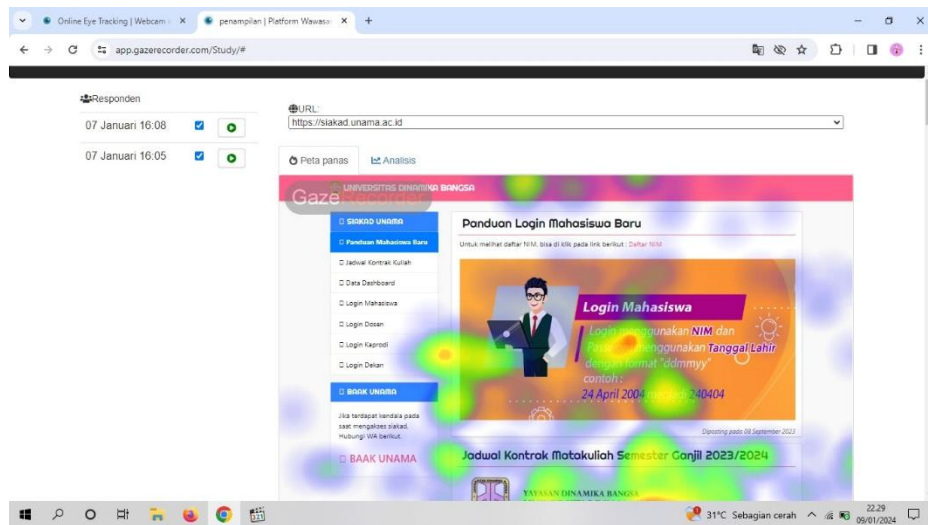 Online Eye Tracking | Webcam
penampilan | Platform Wawasa
app.gazerecorder.com/Study/#
Responden
07 Januari 16:08
07 Januari 16:05
URL:
https://siakad.unama.ac.id
Peta panas
Analisis
GazeRecorder
UNIVERSITAS DINAMIKA BANGSA
SIAKAD UNAMA
Panduan Mahasiswa Baru
Jadwal Kontrak Kuliah
Data Dashboard
Login Mahasiswa
Login Dosen
Login Kaprodi
Login Dekan
BAAK UNAMA
Jika terdapat kendala pada
saat mengakses siakad,
Hubungi WA berikut.
BAAK UNAMA
Panduan Login Mahasiswa Baru
Untuk melihat daftar NIM, bisa di klik pada link berikut : Daftar NIM
Login Mahasiswa
Login menggunakan NIM dan
menggunakan Tanggal Lahir
dengan format "ddmmyy"
contoh :
24 April 2004 menjadi 240404
Diposting pada 08 September 2023
Jadwal Kontrak Matakuliah Semester Ganjil 2023/2024
YAYASAN DINAMIKA BANGSA
31°C Sebagian cerah
22.29
09/01/2024